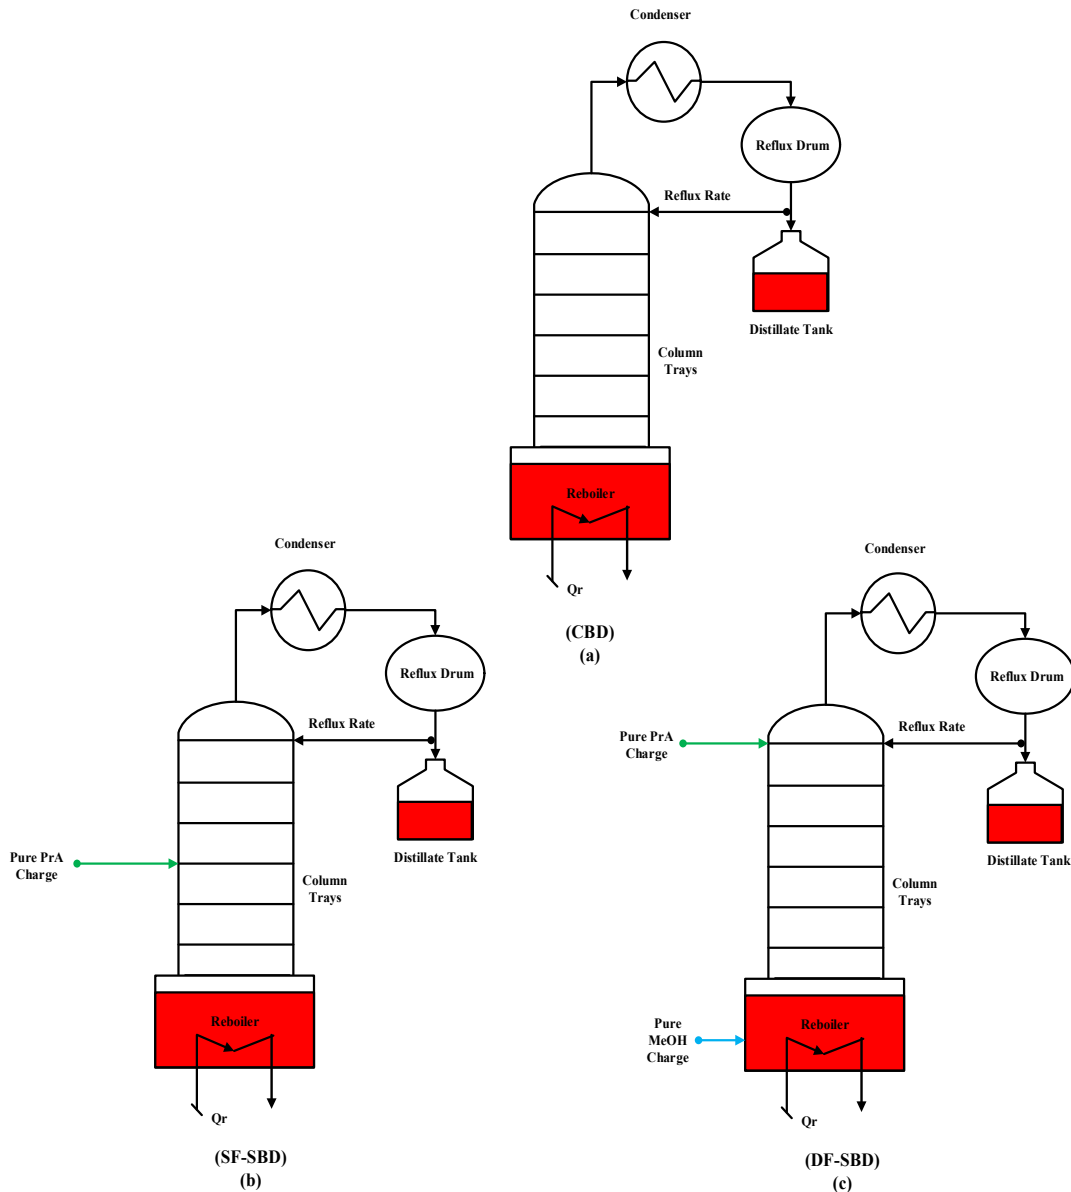 Condenser
Reflux Drum
Reflux Rate
Distillate Tank
Column
Trays
Reboiler
Qr
(CBD)
(a)
Condenser
Reflux Drum
Reflux Rate
Distillate Tank
Pure PrA
Charge
Column
Trays
Reboiler
Qr
(SF-SBD)
(b)
Condenser
Reflux Drum
Pure PrA
Charge
Reflux Rate
Distillate Tank
Column
Trays
Pure
MeOH
Charge
Reboiler
Qr
(DF-SBD)
(c)